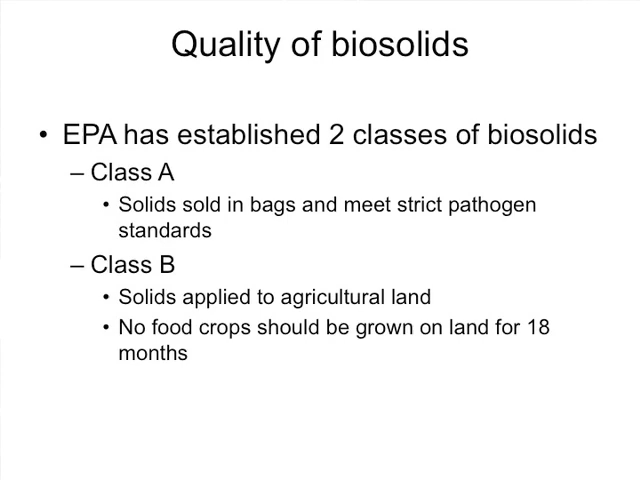 Quality of biosolids
• EPA has established 2 classes of biosolids
– Class A
• Solids sold in bags and meet strict pathogen
standards
– Class B
• Solids applied to agricultural land
• No food crops should be grown on land for 18
months